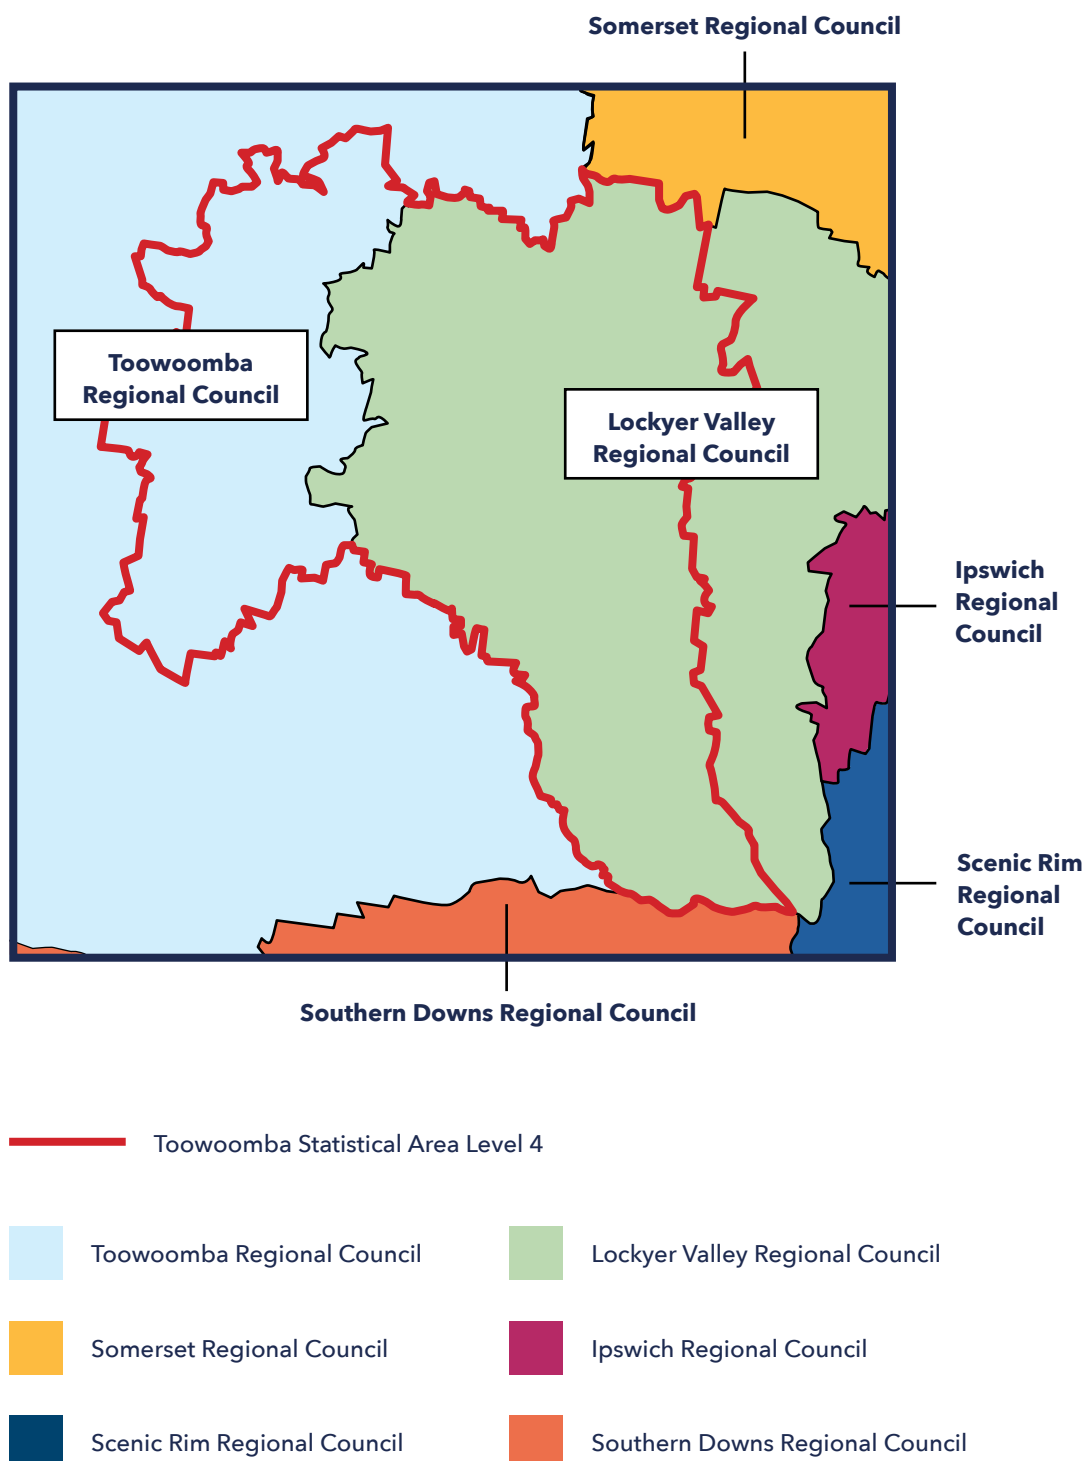 Somerset Regional Council
Toowoomba
Regional Council
Lockyer Valley
Regional Council
Ipswich
Regional
Council
Scenic Rim
Regional
Council
Southern Downs Regional Council
Toowoomba Statistical Area Level 4
Toowoomba Regional Council
Lockyer Valley Regional Council
Somerset Regional Council
Ipswich Regional Council
Scenic Rim Regional Council
Southern Downs Regional Council